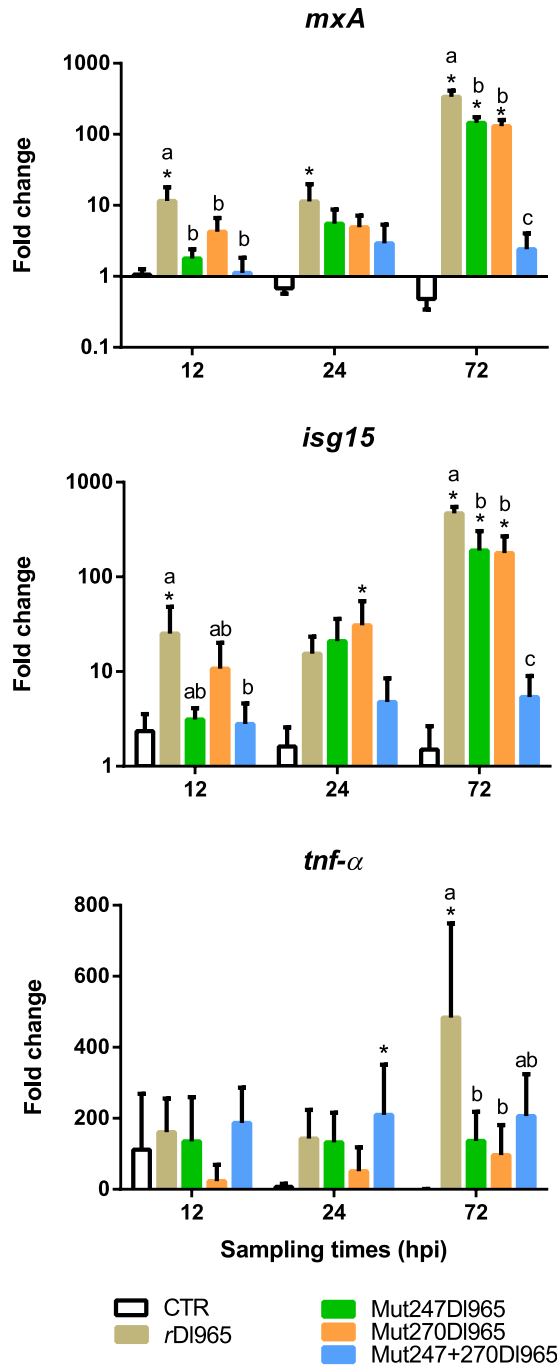 mxA
1000
a
*
b
*
b
*
100
a
*
*
10
b
b
b
c
1
0.1
Fold change
12
24
72
isg15
1000
a
*
b
*
b
*
100
a
*
*
ab
10
ab
b
c
1
Fold change
12
24
72
tnf-α
800
a
*
600
400
*
ab
200
b
b
0
Fold change
12
24
72
Sampling times (hpi)
CTR
rDl965
Mut247Dl965
Mut270Dl965
Mut247+270Dl965